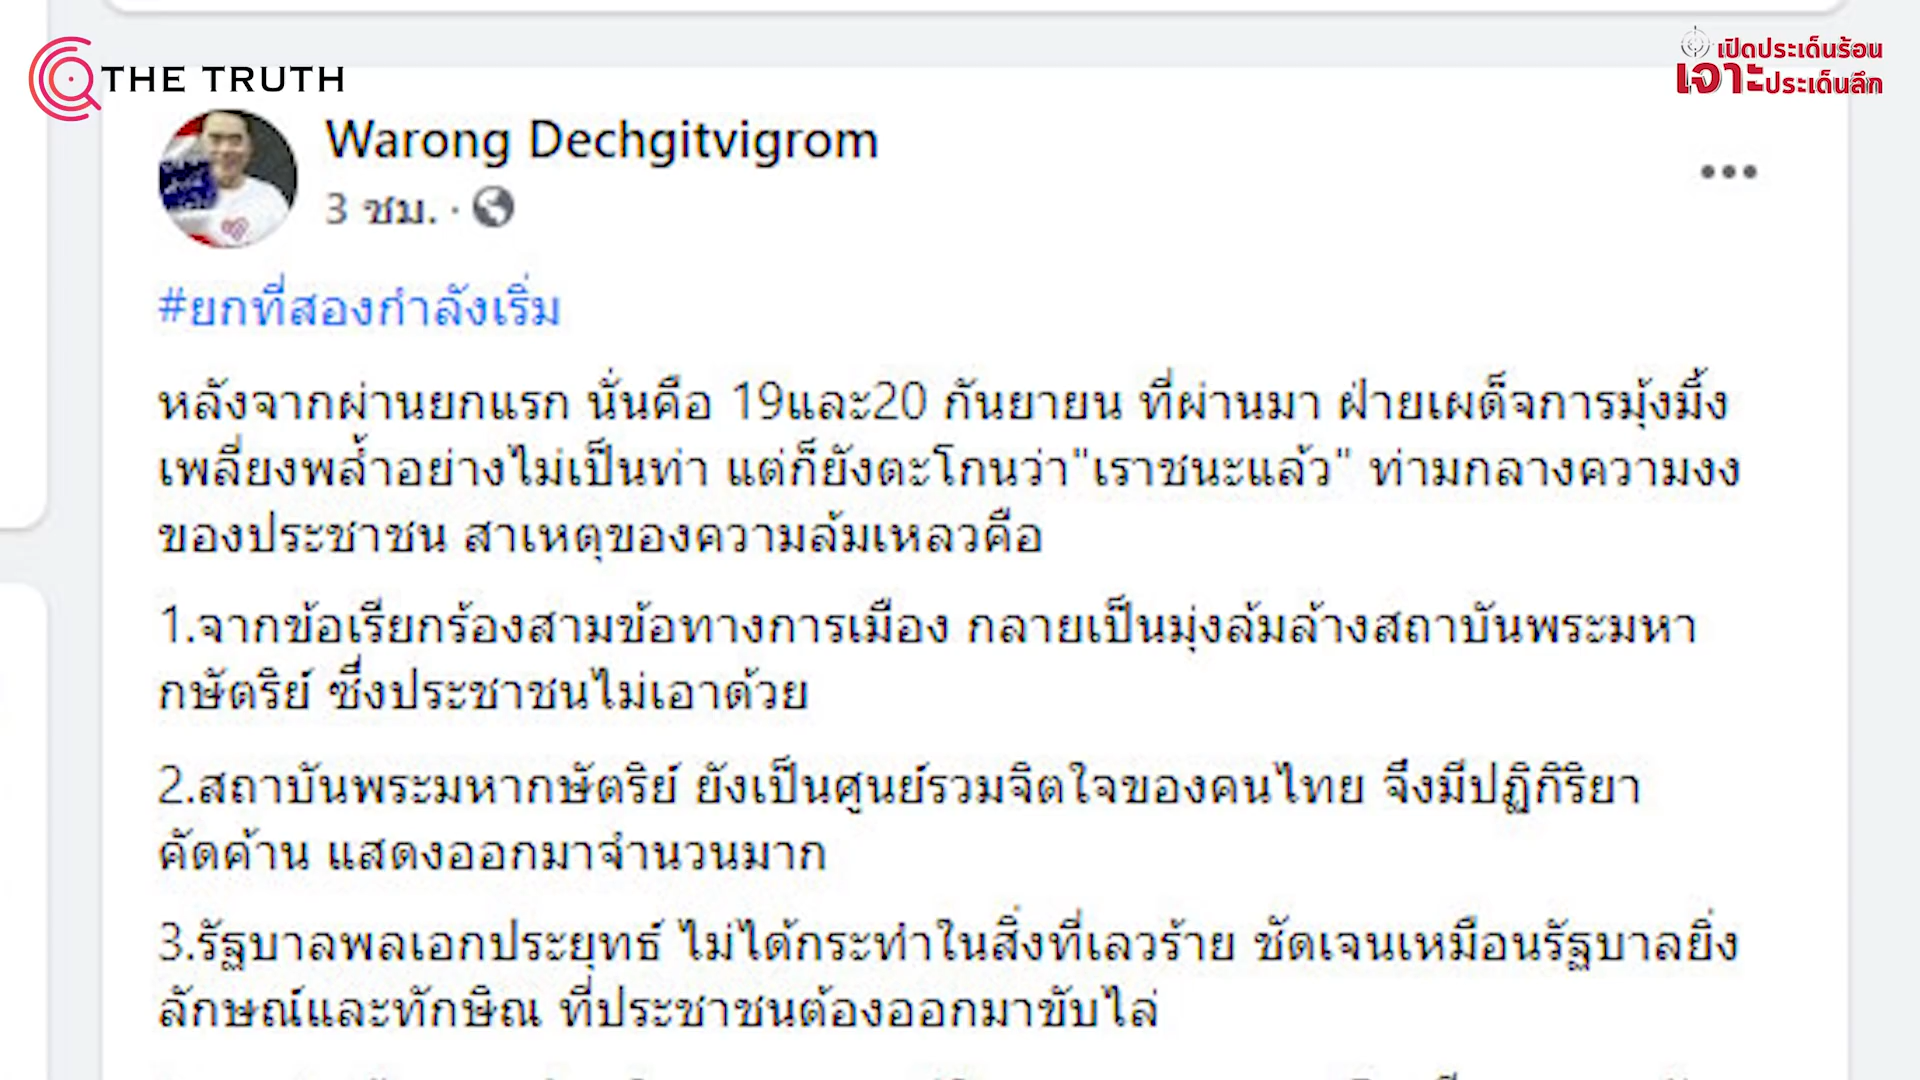 THE TRUTH
เปิดประเด็นร้อน
เจาะประเด็นลึก
Warong Dechgitvigrom
3 ชม. ·
#ยกที่สองกำลังเริ่ม
หลังจากผ่านยกแรก นั่นคือ 19และ20 กันยายน ที่ผ่านมา ฝ่ายเผด็จการมุ้งมิ้ง
เพลี่ยงพล้ำอย่างไม่เป็นท่า แต่ก็ยังตะโกนว่า"เราชนะแล้ว" ท่ามกลางความงง
ของประชาชน สาเหตุของความล้มเหลวคือ
1.จากข้อเรียกร้องสามข้อทางการเมือง กลายเป็นมุ่งล้มล้างสถาบันพระมหา
กษัตริย์ ซึ่งประชาชนไม่เอาด้วย
2.สถาบันพระมหากษัตริย์ ยังเป็นศูนย์รวมจิตใจของคนไทย จึงมีปฏิกิริยา
คัดค้าน แสดงออกมาจำนวนมาก
3.รัฐบาลพลเอกประยุทธ์ ไม่ได้กระทำในสิ่งที่เลวร้าย ชัดเจนเหมือนรัฐบาลยิ่ง
ลักษณ์และทักษิณ ที่ประชาชนต้องออกมาขับไล่